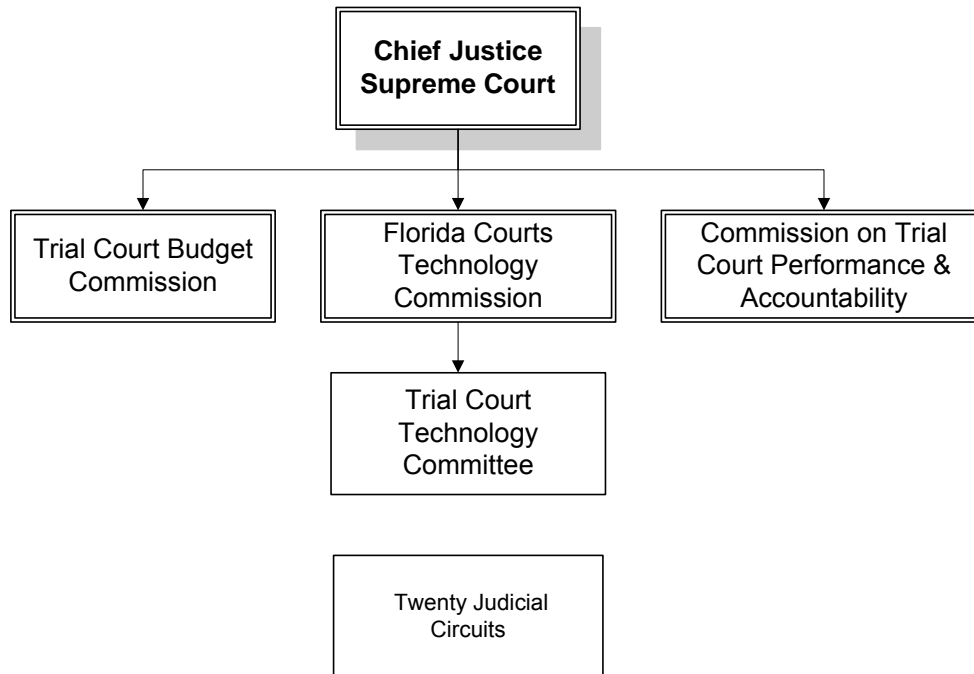 Chief Justice
Supreme Court
Trial Court Budget
Commission
Florida Courts
Technology
Commission
Commission on Trial
Court Performance &
Accountability
Trial Court
Technology
Committee
Twenty Judicial
Circuits